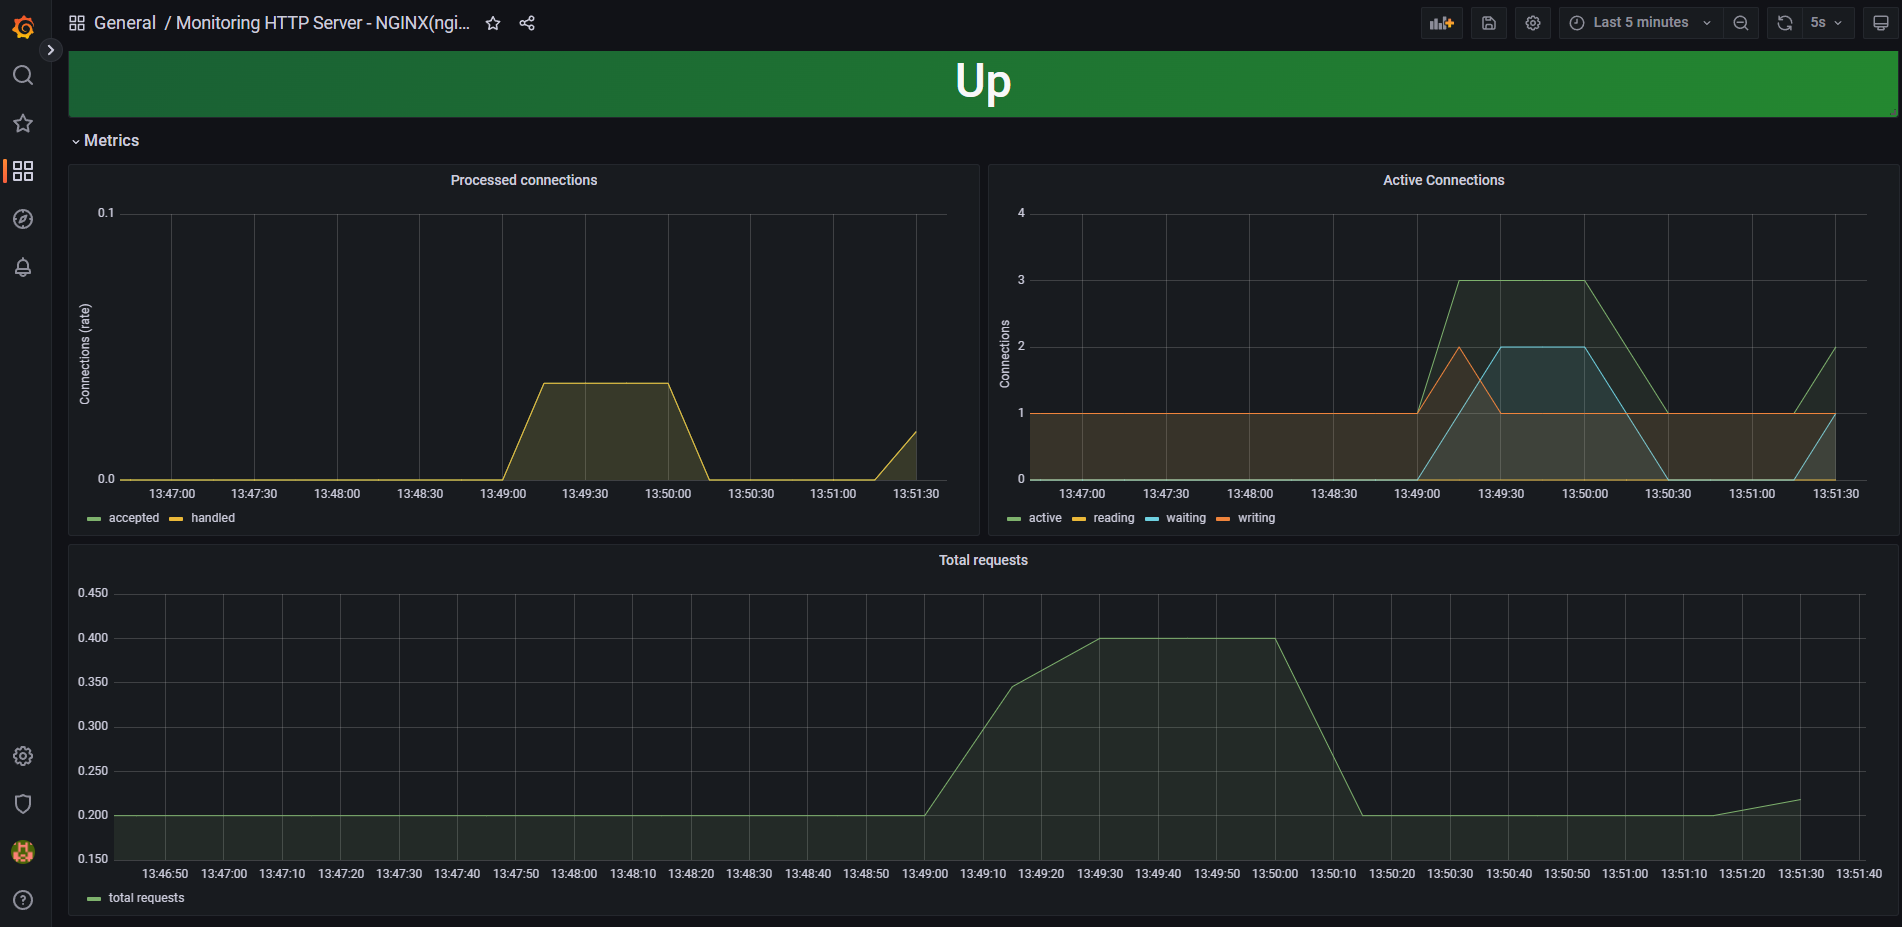 General / Monitoring HTTP Server - NGINX(ngi...
Last 5 minutes
5s
Up
Metrics
Processed connections
Connections (rate)
0.1
0.0
13:47:00 13:47:30 13:48:00 13:48:30 13:49:00 13:49:30 13:50:00 13:50:30 13:51:00 13:51:30
accepted handled
Active Connections
Connections
4
3
2
1
0
13:47:00 13:47:30 13:48:00 13:48:30 13:49:00 13:49:30 13:50:00 13:50:30 13:51:00 13:51:30
active reading waiting writing
Total requests
0.450
0.400
0.350
0.300
0.250
0.200
0.150
13:46:50 13:47:00 13:47:10 13:47:20 13:47:30 13:47:40 13:47:50 13:48:00 13:48:10 13:48:20 13:48:30 13:48:40 13:48:50 13:49:00 13:49:10 13:49:20 13:49:30 13:49:40 13:49:50 13:50:00 13:50:10 13:50:20 13:50:30 13:50:40 13:50:50 13:51:00 13:51:10 13:51:20 13:51:30 13:51:40
total requests